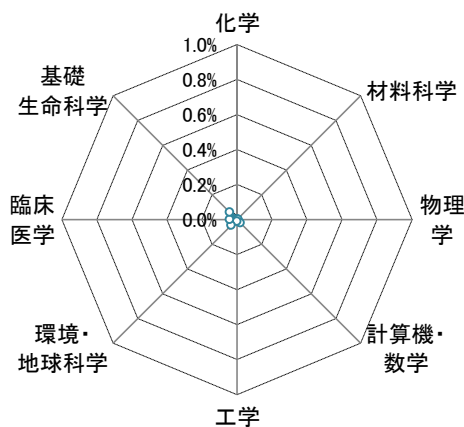 化学
1.0%
0.8%
0.6%
0.4%
0.2%
0.0%
材料科学
物理
学
計算機・
数学
工学
環境・
地球科学
臨床
医学
基礎
生命科学